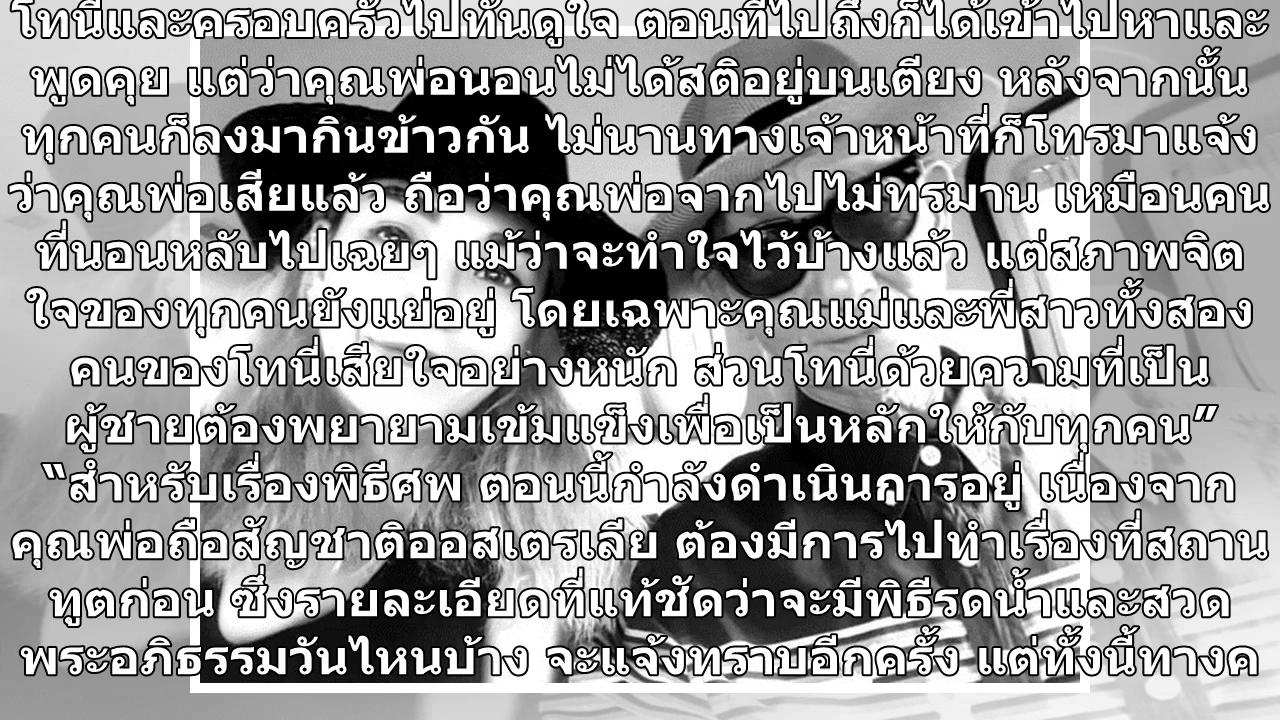 โทนี่และครอบครัวไปทันดูใจ ตอนที่ไปถึงก็ได้เข้าไปหาและ
พูดคุย แต่ว่าคุณพ่อนอนไม่ได้สติอยู่บนเตียง หลังจากนั้น
ทุกคนก็ลงมากินข้าวกัน ไม่นานทางเจ้าหน้าที่ก็โทรมาแจ้ง
ว่าคุณพ่อเสียแล้ว ถือว่าคุณพ่อจากไปไม่ทรมาน เหมือนคน
ที่นอนหลับไปเฉยๆ แม้ว่าจะทำใจไว้บ้างแล้ว แต่สภาพจิต
ใจของทุกคนยังแย่อยู่ โดยเฉพาะคุณแม่และพี่สาวทั้งสอง
คนของโทนี่เสียใจอย่างหนัก ส่วนโทนี่ด้วยความที่เป็น
ผู้ชายต้องพยายามเข้มแข็งเพื่อเป็นหลักให้กับทุกคน”
“สำหรับเรื่องพิธีศพ ตอนนี้กำลังดำเนินการอยู่ เนื่องจาก
คุณพ่อถือสัญชาติออสเตรเลีย ต้องมีการไปทำเรื่องที่สถาน
ทูตก่อน ซึ่งรายละเอียดที่แท้ชัดว่าจะมีพิธีรดน้ำและสวด
พระอภิธรรมวันไหนบ้าง จะแจ้งทราบอีกครั้ง แต่ทั้งนี้ทางค